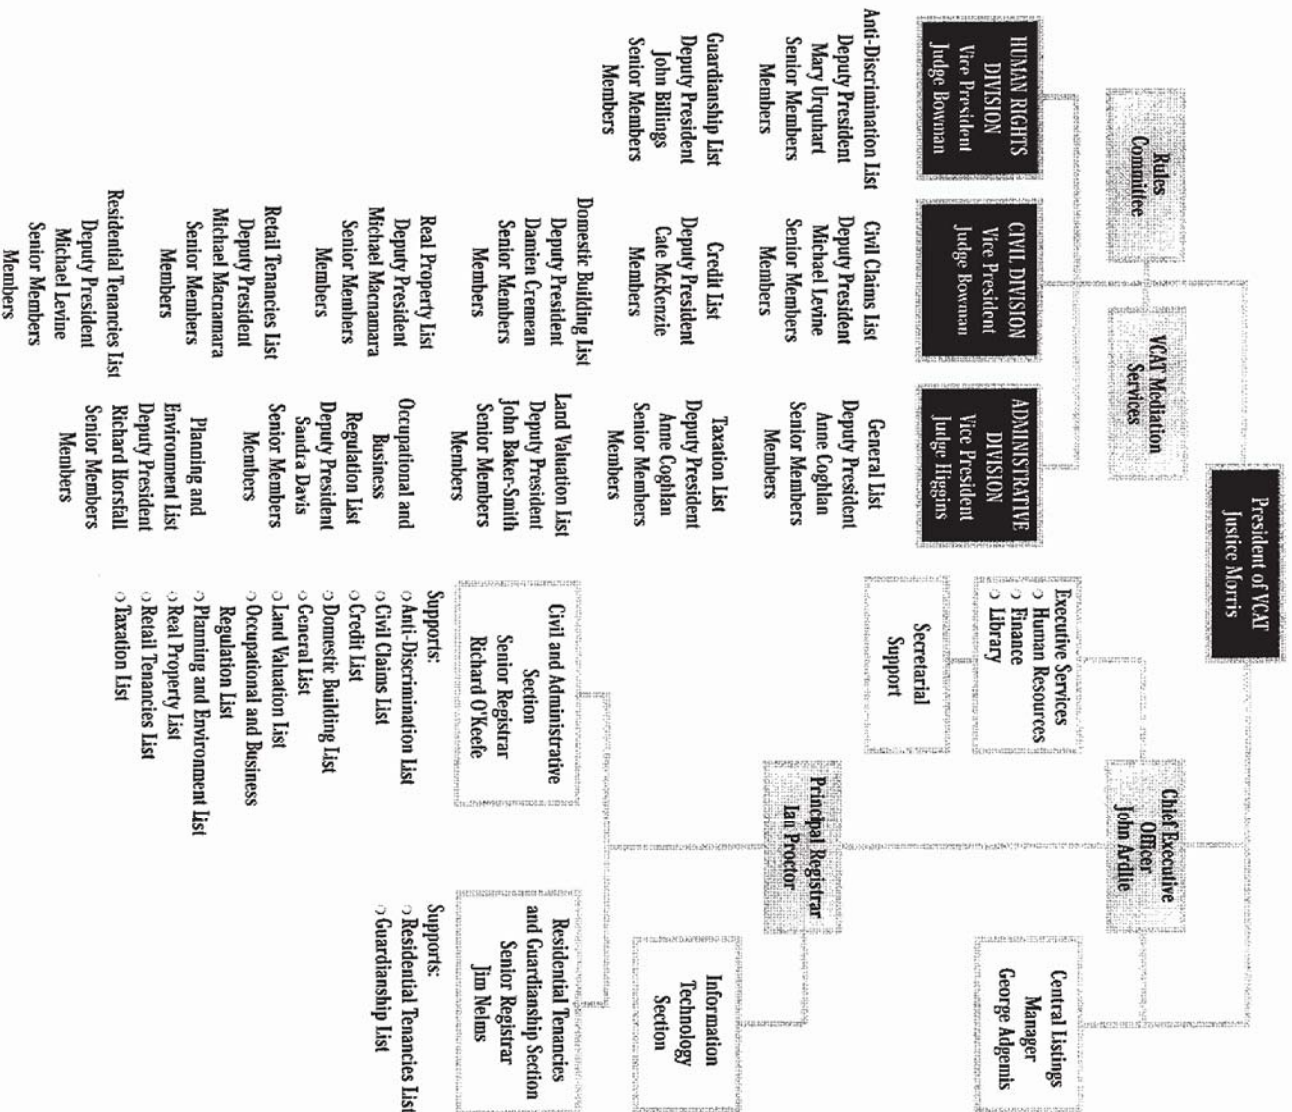 President of VCAT
Justice Morris
Rules
Committee
VCAT Mediation
Services
Chief Executive
Officer
John Ardlie
Central Listings
Manager
George Adgemis
Executive Services
❍ Human Resources
❍ Finance
❍ Library
Secretarial
Support
Principal Registrar
Ian Proctor
Information
Technology
Section
HUMAN RIGHTS
DIVISION
Vice President
Judge Bowman
Anti-Discrimination List
Deputy President
Mary Urquhart
Senior Members
Members
Guardianship List
Deputy President
John Billings
Senior Members
Members
CIVIL DIVISION
Vice President
Judge Bowman
Civil Claims List
Deputy President
Michael Levine
Senior Members
Members
Credit List
Deputy President
Cate McKenzie
Members
Domestic Building List
Deputy President
Damien Cremean
Senior Members
Members
Real Property List
Deputy President
Michael Macnamara
Senior Members
Members
Retail Tenancies List
Deputy President
Michael Macnamara
Senior Members
Members
Residential Tenancies List
Deputy President
Michael Levine
Senior Members
Members
ADMINISTRATIVE
DIVISION
Vice President
Judge Higgins
General List
Deputy President
Anne Coghlan
Senior Members
Members
Taxation List
Deputy President
Anne Coghlan
Senior Members
Members
Land Valuation List
Deputy President
John Baker-Smith
Senior Members
Members
Occupational and
Business
Regulation List
Deputy President
Sandra Davis
Senior Members
Members
Planning and
Environment List
Deputy President
Richard Horsfall
Senior Members
Members
Civil and Administrative
Section
Senior Registrar
Richard O'Keefe
Supports:
❍ Anti-Discrimination List
❍ Civil Claims List
❍ Credit List
❍ Domestic Building List
❍ General List
❍ Land Valuation List
❍ Occupational and Business
Regulation List
❍ Planning and Environment List
❍ Real Property List
❍ Retail Tenancies List
❍ Taxation List
Residential Tenancies
and Guardianship Section
Senior Registrar
Jim Nelms
Supports:
❍ Residential Tenancies List
❍ Guardianship List